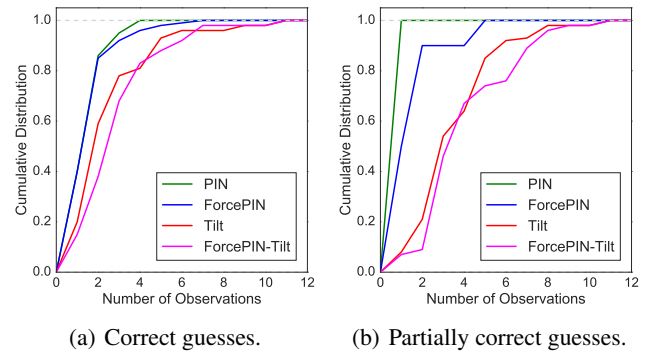 1.0
0.8
0.6
0.4
0.2
0.0
Cumulative Distribution
PIN
ForcePIN
Tilt
ForcePIN-Tilt
0 2 4 6 8 10 12
Number of Observations
(a) Correct guesses.
1.0
0.8
0.6
0.4
0.2
0.0
Cumulative Distribution
PIN
ForcePIN
Tilt
ForcePIN-Tilt
0 2 4 6 8 10 12
Number of Observations
(b) Partially correct guesses.